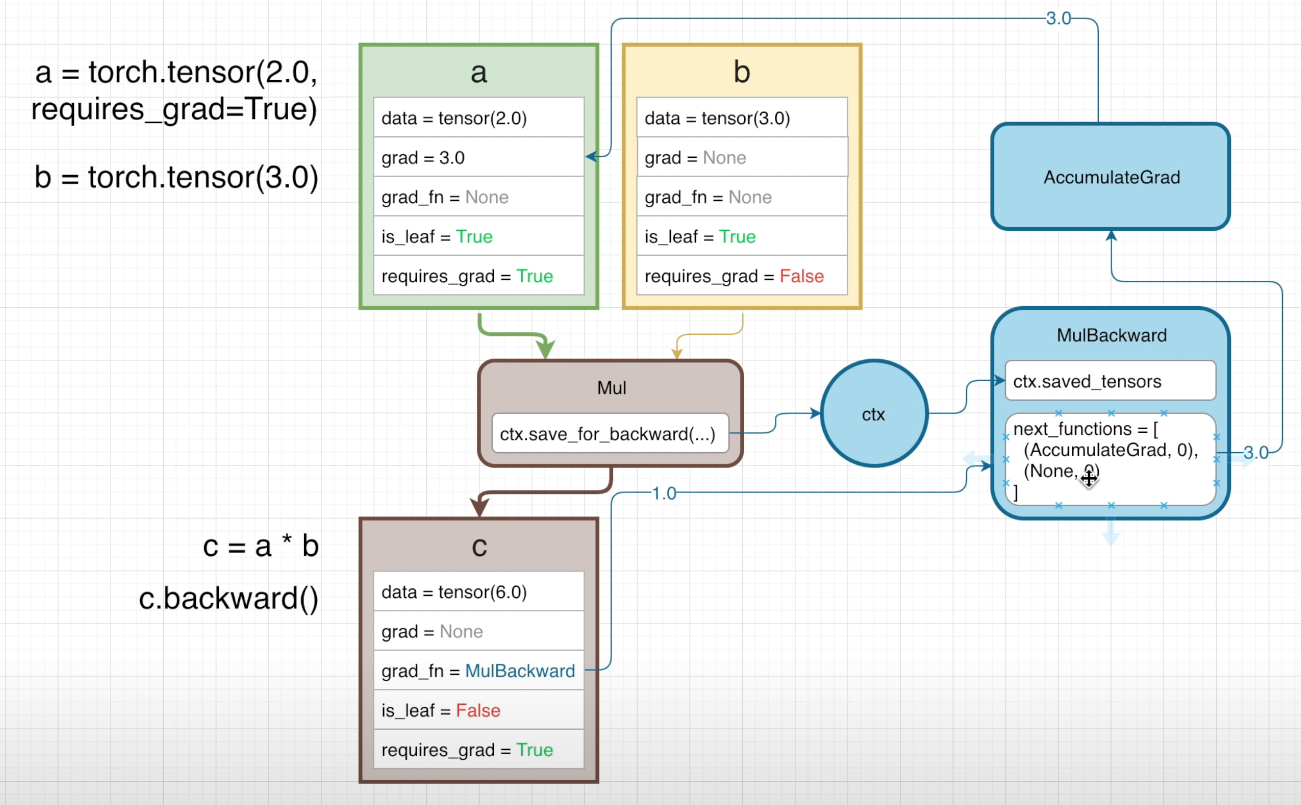 a = torch.tensor(2.0,
requires_grad=True)
b = torch.tensor(3.0)
a
data = tensor(2.0)
grad = 3.0
grad_fn = None
is_leaf = True
requires_grad = True
b
data = tensor(3.0)
grad = None
grad_fn = None
is_leaf = True
requires_grad = False
3.0
AccumulateGrad
Mul
ctx.save_for_backward(...)
ctx
MulBackward
ctx.saved_tensors
next_functions = [
(AccumulateGrad, 0),
(None, 0)
]
3.0
1.0
c = a * b
c.backward()
c
data = tensor(6.0)
grad = None
grad_fn = MulBackward
is_leaf = False
requires_grad = True